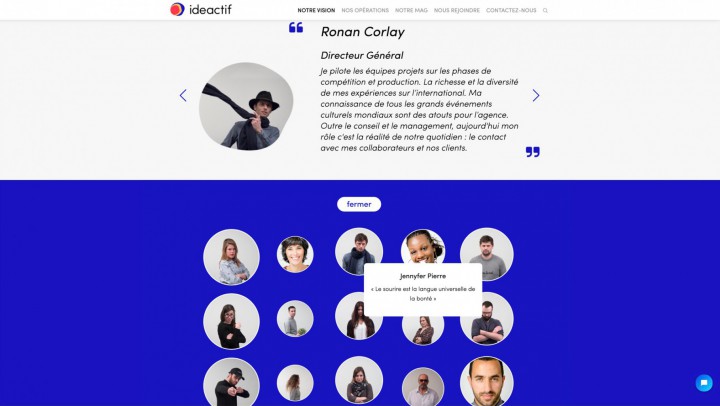 ideactif
NOTRE VISION NOS OPÉRATIONS NOTRE MAG NOUS REJOINDRE CONTACTEZ-NOUS
Ronan Corlay
Directeur Général
Je pilote les équipes projets sur les phases de
compétition et production. La richesse et la diversité
de mes expériences sur l'international. Ma
connaissance de tous les grands événements
culturels mondiaux sont des atouts pour l'agence.
Outre le conseil et le management, aujourd'hui mon
rôle c'est la réalité de notre quotidien : le contact
avec mes collaborateurs et nos clients.
fermer
Jennyfer Pierre
« Le sourire est la langue universelle de
la bonté »